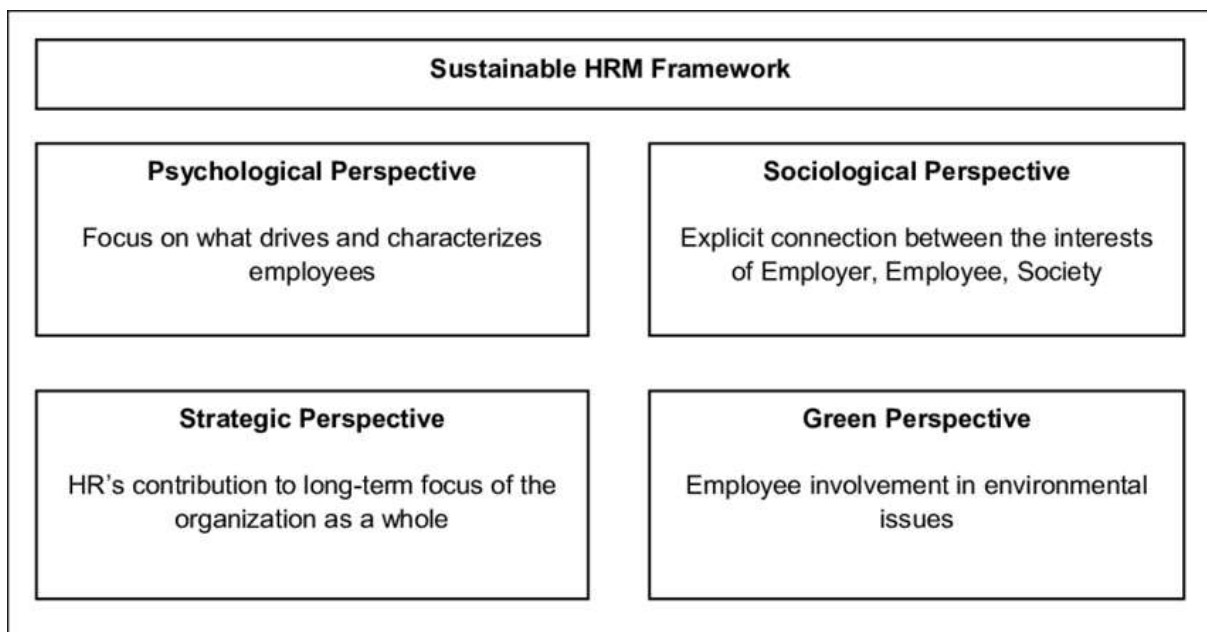 Sustainable HRM Framework
Psychological Perspective
Focus on what drives and characterizes
employees
Sociological Perspective
Explicit connection between the interests
of Employer, Employee, Society
Strategic Perspective
HR’s contribution to long-term focus of the
organization as a whole
Green Perspective
Employee involvement in environmental
issues